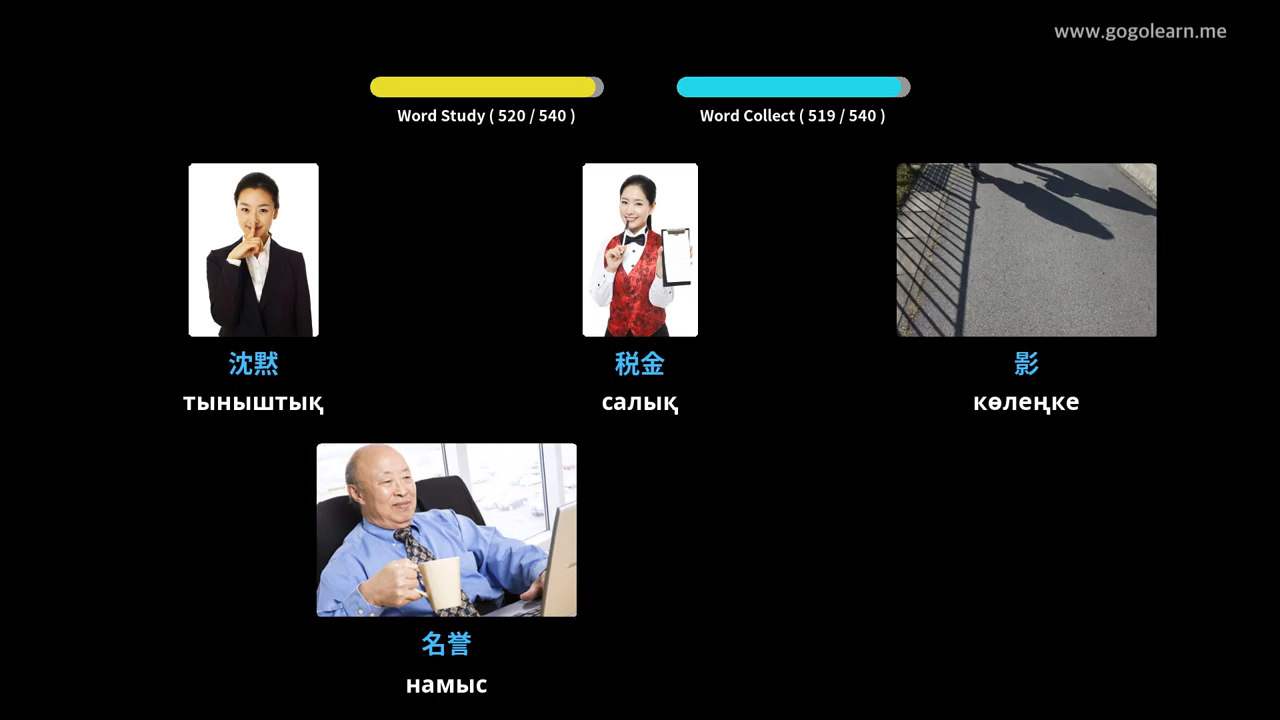 www.gogolearn.me
Word Study ( 520 / 540 )
Word Collect ( 519 / 540 )
沈黙
税金
影
тыныштық
салық
көлеңке
名誉
намыс